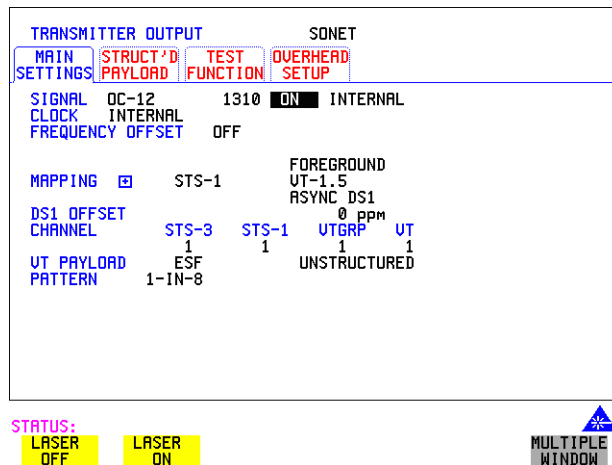 TRANSMITTER OUTPUT SONET
MAIN SETTINGS STRUCT'D PAYLOAD TEST FUNCTION OVERHEAD SETUP
SIGNAL OC-12 1310 ON INTERNAL
CLOCK INTERNAL
FREQUENCY OFFSET OFF
FOREGROUND
MAPPING + STS-1 VT-1.5
ASYNC DS1
DS1 OFFSET 0 ppm
CHANNEL STS-3 STS-1 VTGRP VT
1 1 1 1
VT PAYLOAD ESF UNSTRUCTURED
PATTERN 1-IN-8
STATUS:
LASER OFF LASER ON MULTIPLE WINDOW